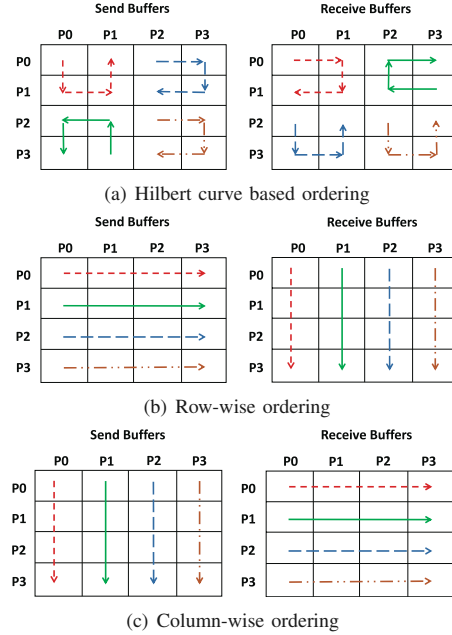 Send Buffers Receive Buffers
P0 P1 P2 P3 P0 P1 P2 P3
P0 P0
P1 P1
P2 P2
P3 P3
(a) Hilbert curve based ordering
Send Buffers Receive Buffers
P0 P1 P2 P3 P0 P1 P2 P3
P0 P0
P1 P1
P2 P2
P3 P3
(b) Row-wise ordering
Send Buffers Receive Buffers
P0 P1 P2 P3 P0 P1 P2 P3
P0 P0
P1 P1
P2 P2
P3 P3
(c) Column-wise ordering